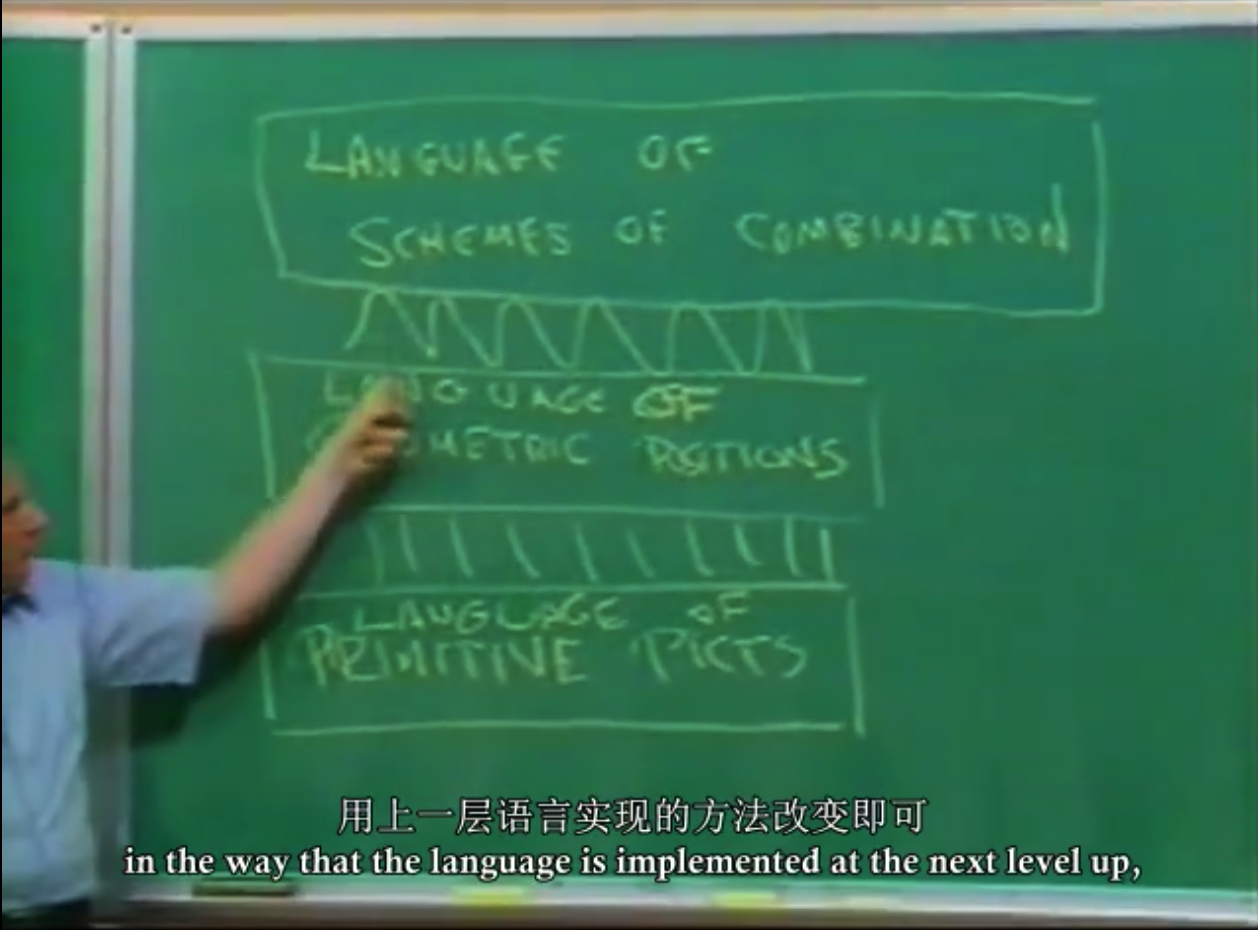 LANGUAGE OF
SCHEMES OF COMBINATION
LANGUAGE OF
METRIC POSITIONS
LANGUAGE OF
PRIMITIVE PICTS
用上一层语言实现的方法改变即可
in the way that the language is implemented at the next level up,